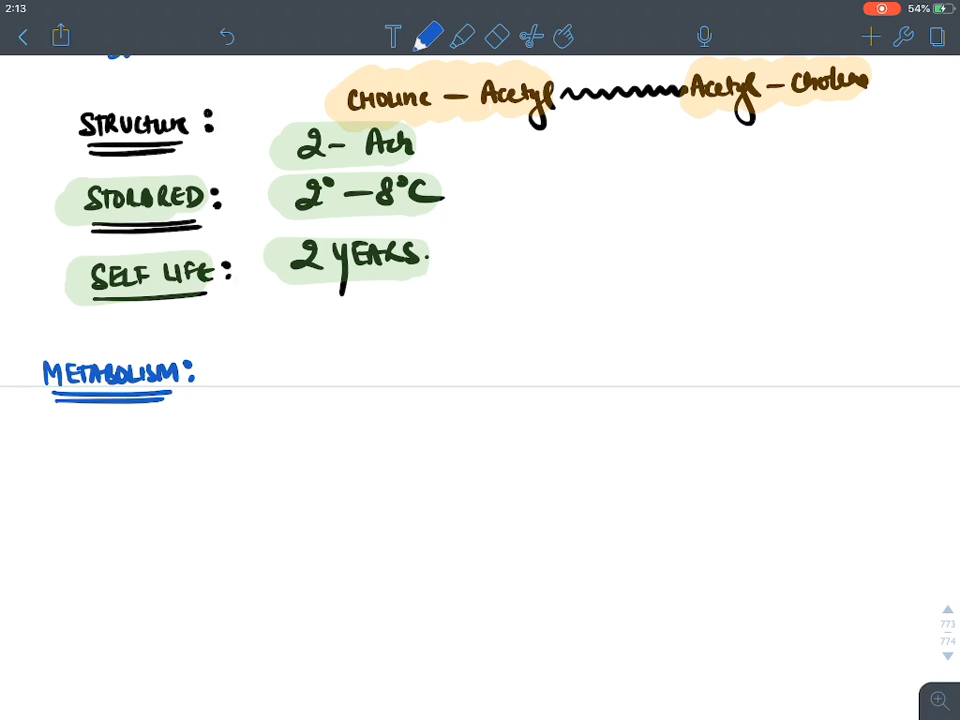 2:13
54%
T
CHOLINE — Acetyl Acetyl — Choline
STRUCTURE :
2- Ach
STORARED :
2° — 8°C
SELF LIFE :
2 YEARS.
METABOLISM :
773
774